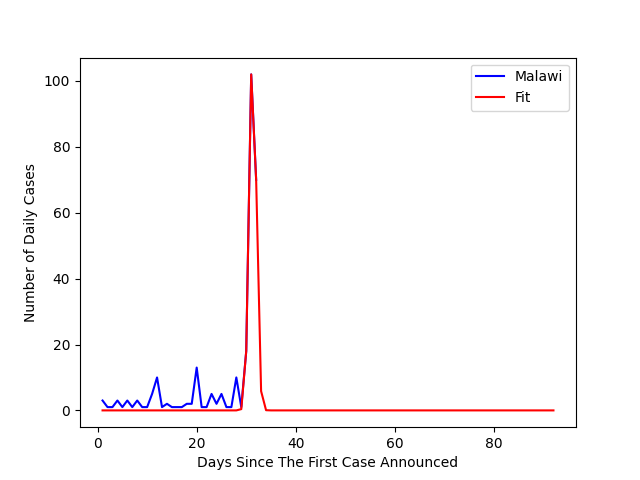 Malawi
Fit
100
80
60
40
20
0
Number of Daily Cases
0 20 40 60 80
Days Since The First Case Announced